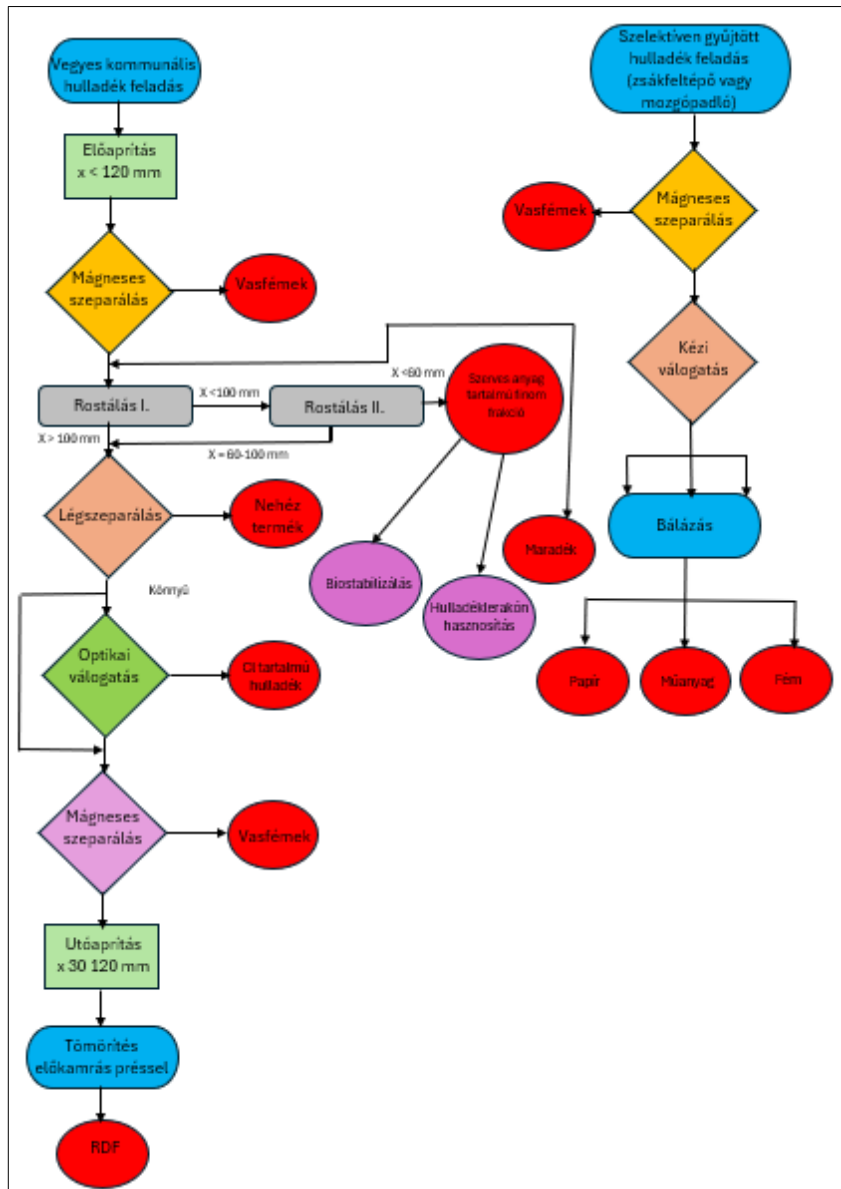 Vegyes kommunális
hulladék feladás
Előaprítás
x < 120 mm
Mágneses
szeparálás
Vasfémek
Rostálás I.
X <100 mm
Rostálás II.
X <60 mm
Szerves anyag
tartalmú finom
frakció
X > 100 mm
X = 60-100 mm
Légszeparálás
Nehéz
termék
Biostabilizálás
Hulladéklerakón
hasznosítás
Maradék
Könnyű
Optikai
válogatás
Cl tartalmú
hulladék
Mágneses
szeparálás
Vasfémek
Utóaprítás
x 30 120 mm
Tömörítés
előkamrás préssel
RDF
Szelektíven gyűjtött
hulladék feladás
(zsákfeltépő vagy
mozgópadló)
Mágneses
szeparálás
Vasfémek
Kézi
válogatás
Bálázás
Papír
Műanyag
Fém